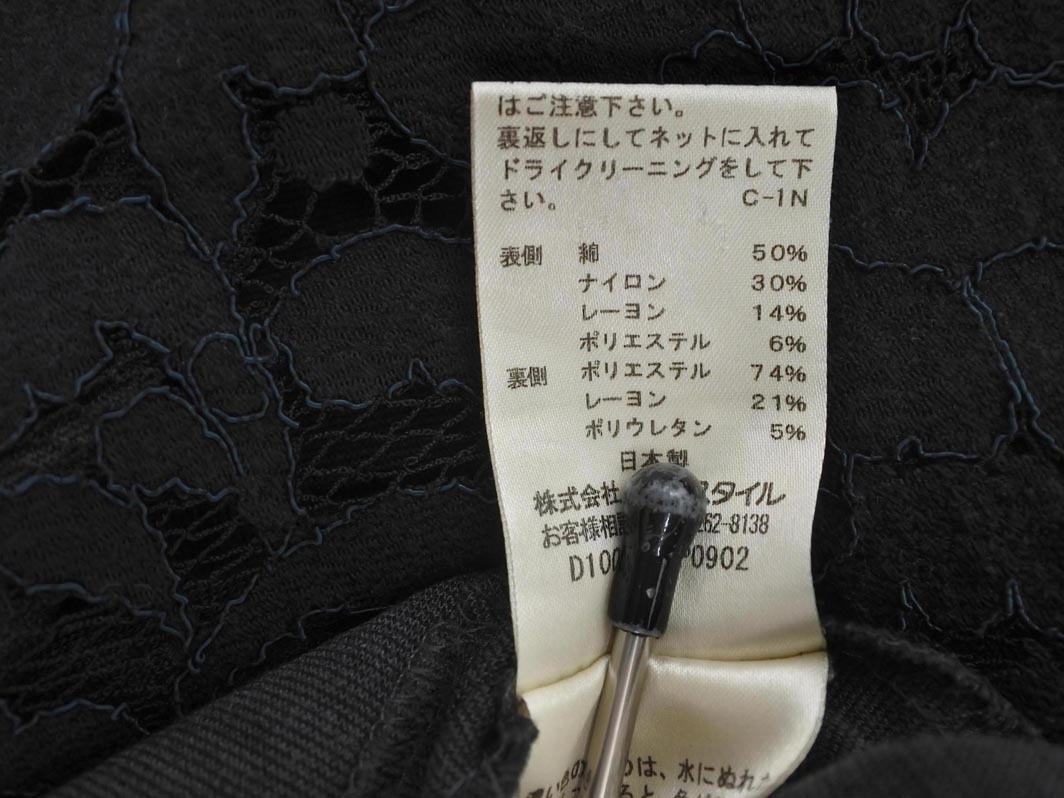 はご注意下さい。
裏返しにしてネットに入れて
ドライクリーニングをして下
さい。 C-1N
表側 綿 50%
ナイロン 30%
レーヨン 14%
ポリエステル 6%
裏側 ポリエステル 74%
レーヨン 21%
ポリウレタン 5%
日本製
株式会社 スタイル
お客様相談 262-8138
D100 P0902
は、水にぬれ
ると